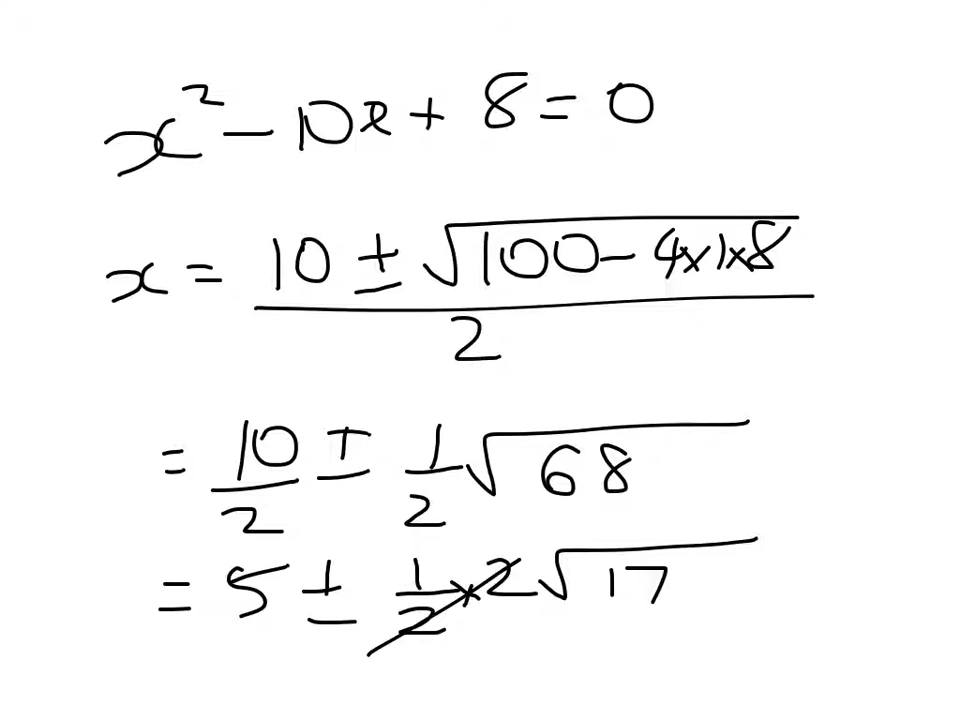 x² - 10x + 8 = 0
x = (10 ± √(100 - 4×1×8))/2
= 10/2 ± 1/2 √68
= 5 ± 1/2 × 2 √17